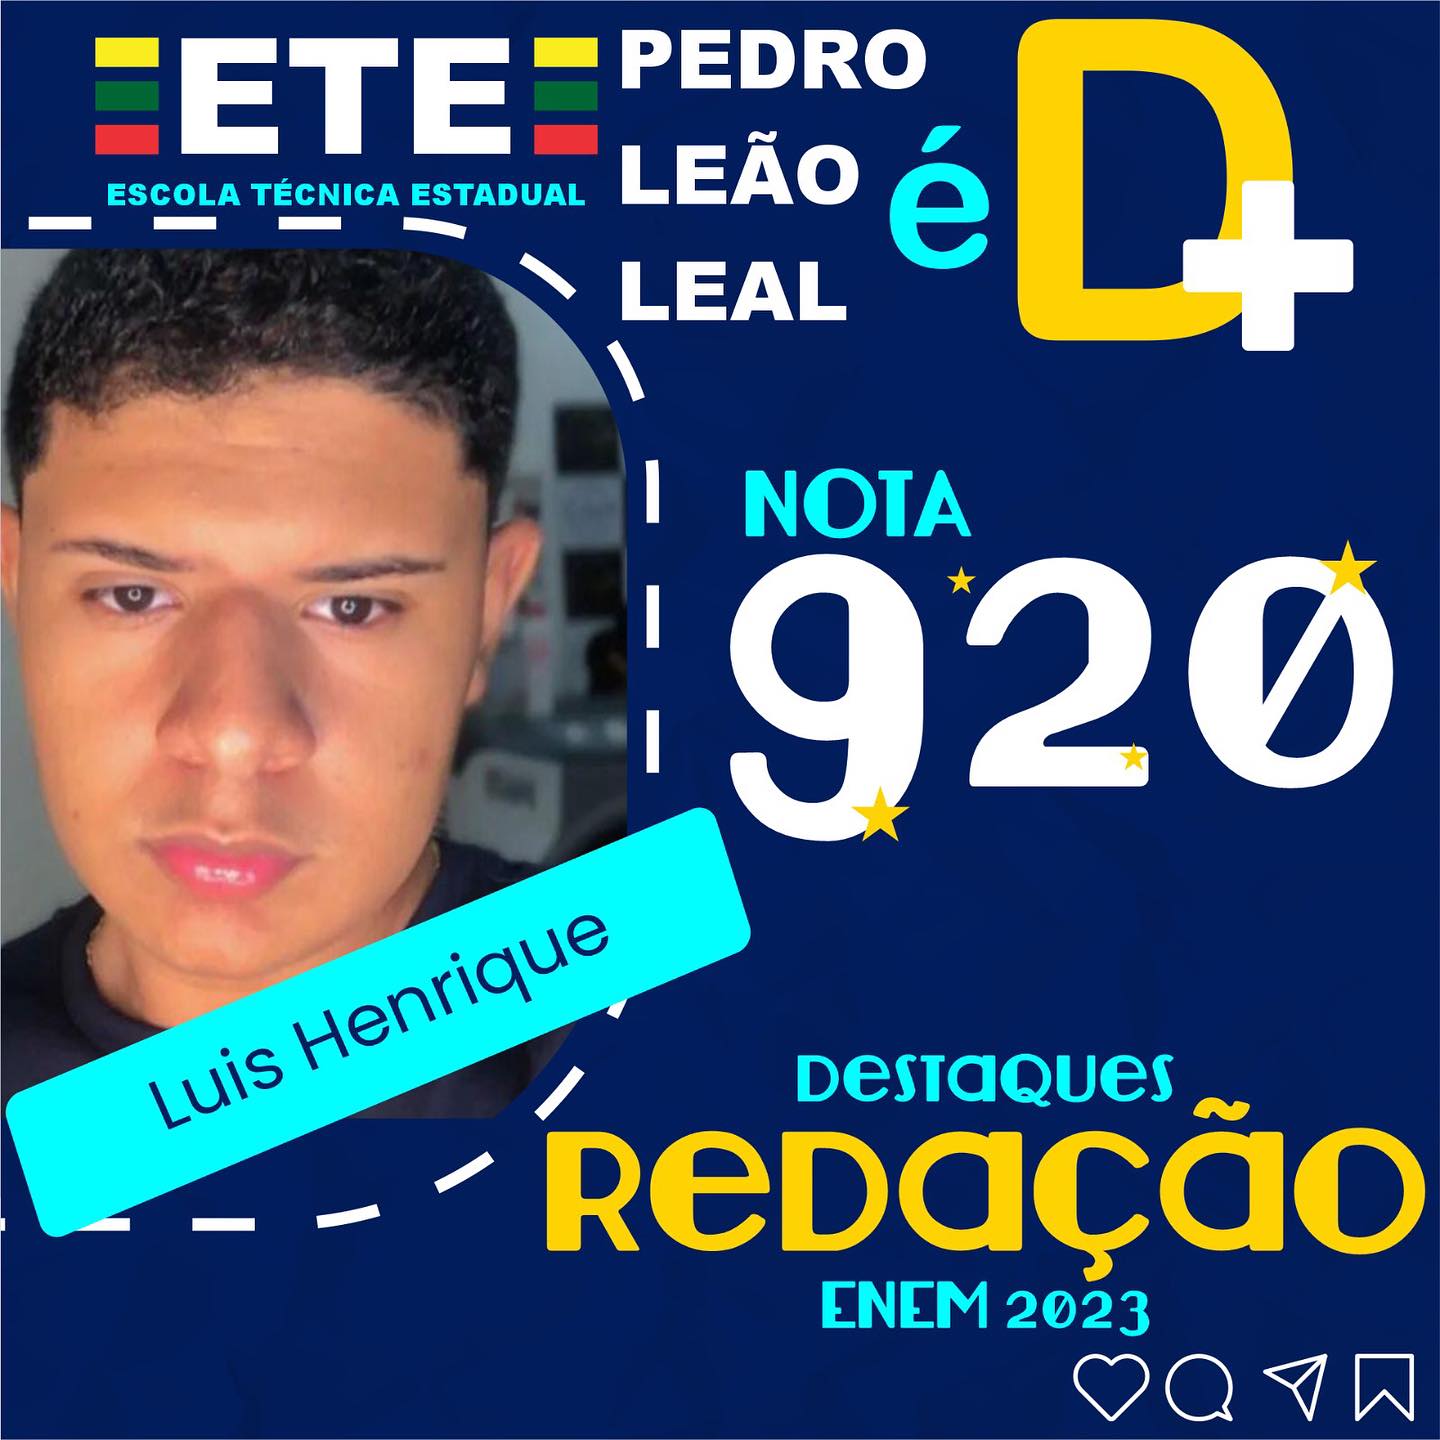 ETE
ESCOLA TÉCNICA ESTADUAL
PEDRO
LEÃO
LEAL
é
D+
NOTA
920
Luis Henrique
DESTAQUES
REDAÇÃO
ENEM 2023